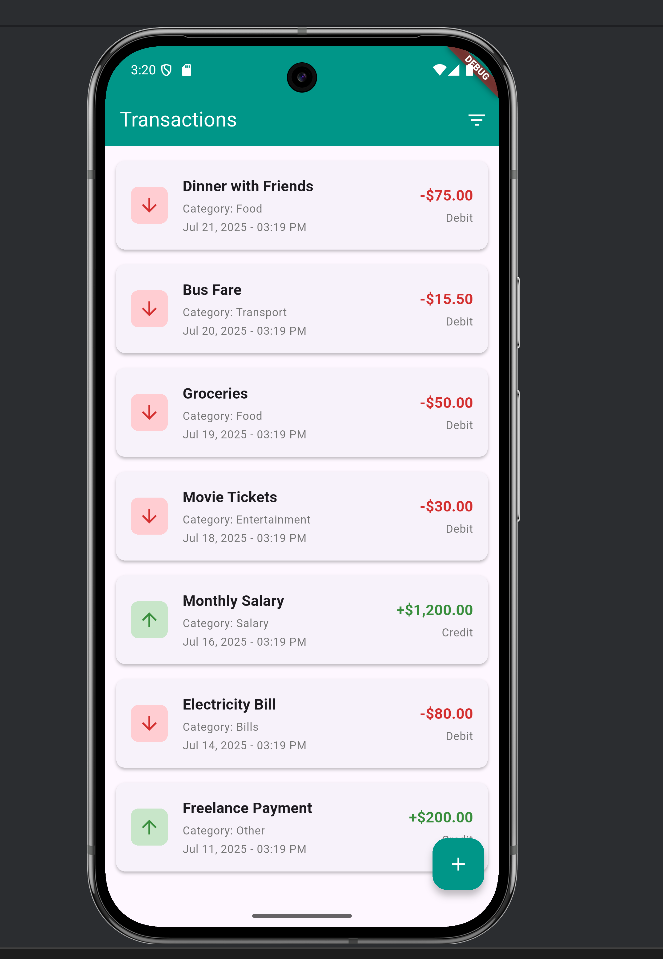 3:20
DEBUG
Transactions
Dinner with Friends
-$75.00
Category: Food
Debit
Jul 21, 2025 - 03:19 PM
Bus Fare
-$15.50
Category: Transport
Debit
Jul 20, 2025 - 03:19 PM
Groceries
-$50.00
Category: Food
Debit
Jul 19, 2025 - 03:19 PM
Movie Tickets
-$30.00
Category: Entertainment
Debit
Jul 18, 2025 - 03:19 PM
Monthly Salary
+$1,200.00
Category: Salary
Credit
Jul 16, 2025 - 03:19 PM
Electricity Bill
-$80.00
Category: Bills
Debit
Jul 14, 2025 - 03:19 PM
Freelance Payment
+$200.00
Category: Other
Jul 11, 2025 - 03:19 PM